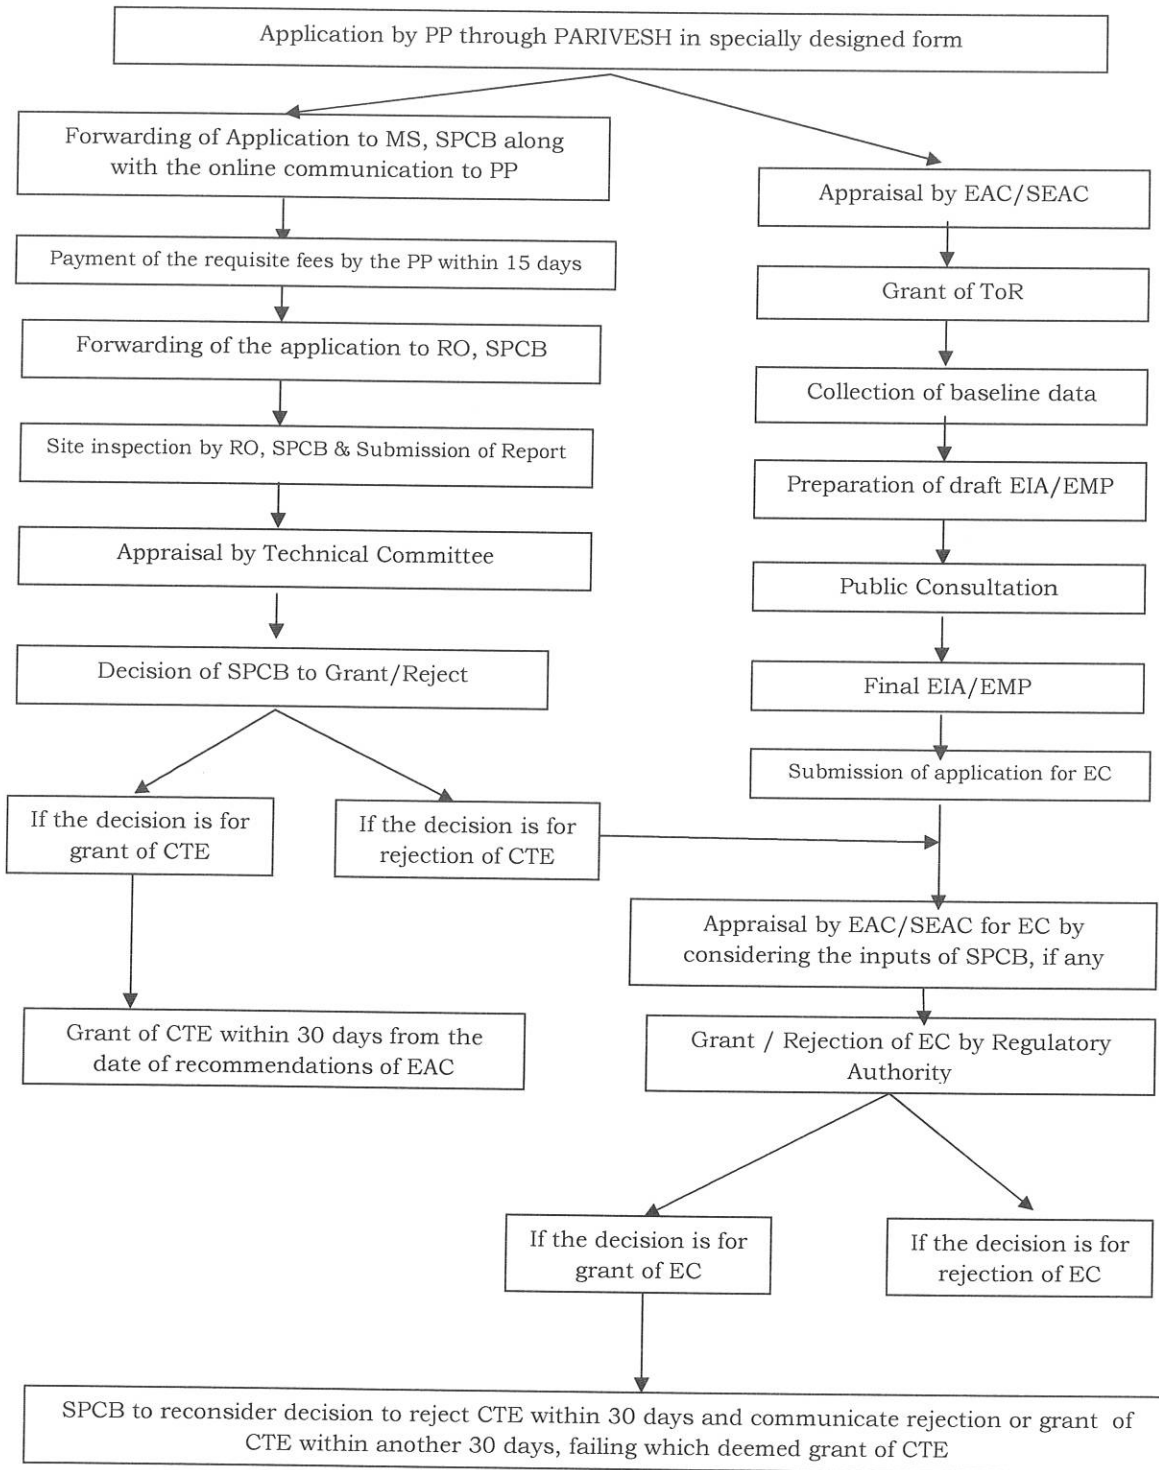 Application by PP through PARIVESH in specially designed form
Forwarding of Application to MS, SPCB along
with the online communication to PP
Payment of the requisite fees by the PP within 15 days
Forwarding of the application to RO, SPCB
Site inspection by RO, SPCB & Submission of Report
Appraisal by Technical Committee
Decision of SPCB to Grant/Reject
If the decision is for
grant of CTE
If the decision is for
rejection of CTE
Grant of CTE within 30 days from the
date of recommendations of EAC
Appraisal by EAC/SEAC
Grant of ToR
Collection of baseline data
Preparation of draft EIA/EMP
Public Consultation
Final EIA/EMP
Submission of application for EC
Appraisal by EAC/SEAC for EC by
considering the inputs of SPCB, if any
Grant / Rejection of EC by Regulatory
Authority
If the decision is for
grant of EC
If the decision is for
rejection of EC
SPCB to reconsider decision to reject CTE within 30 days and communicate rejection or grant of
CTE within another 30 days, failing which deemed grant of CTE